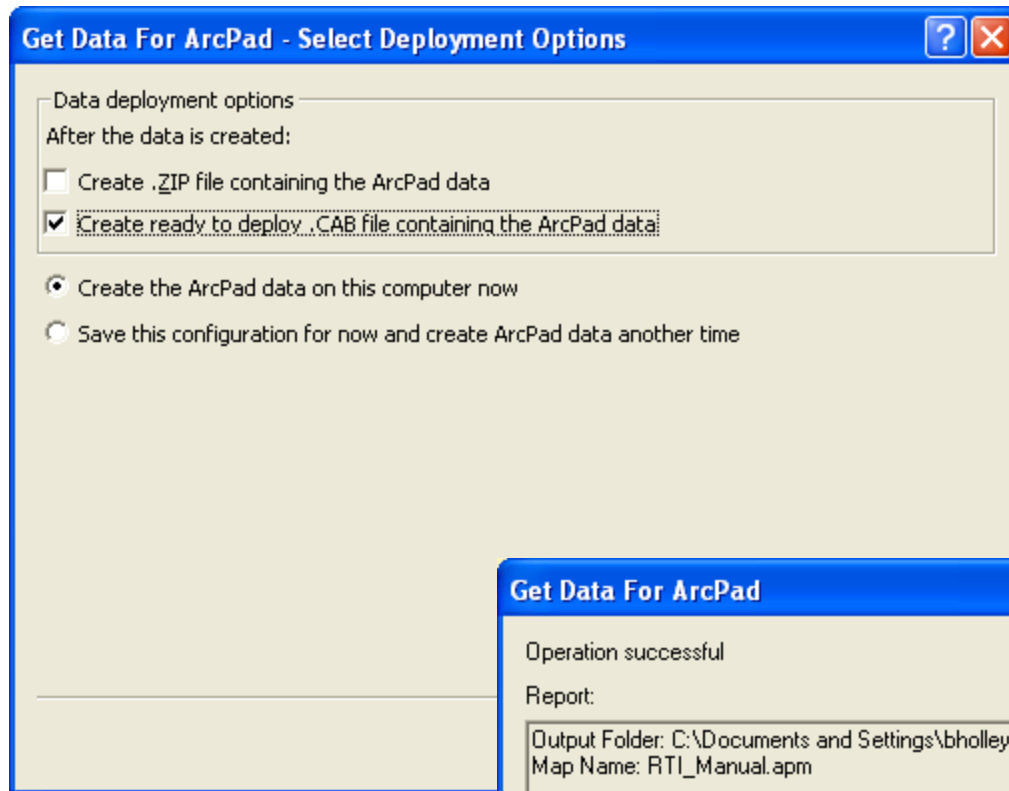 Get Data For ArcPad - Select Deployment Options
Data deployment options
After the data is created:
Create .ZIP file containing the ArcPad data
Create ready to deploy .CAB file containing the ArcPad data
Create the ArcPad data on this computer now
Save this configuration for now and create ArcPad data another time
Get Data For ArcPad
Operation successful
Report:
Output Folder: C:\Documents and Settings\bholley
Map Name: RTI_Manual.apm